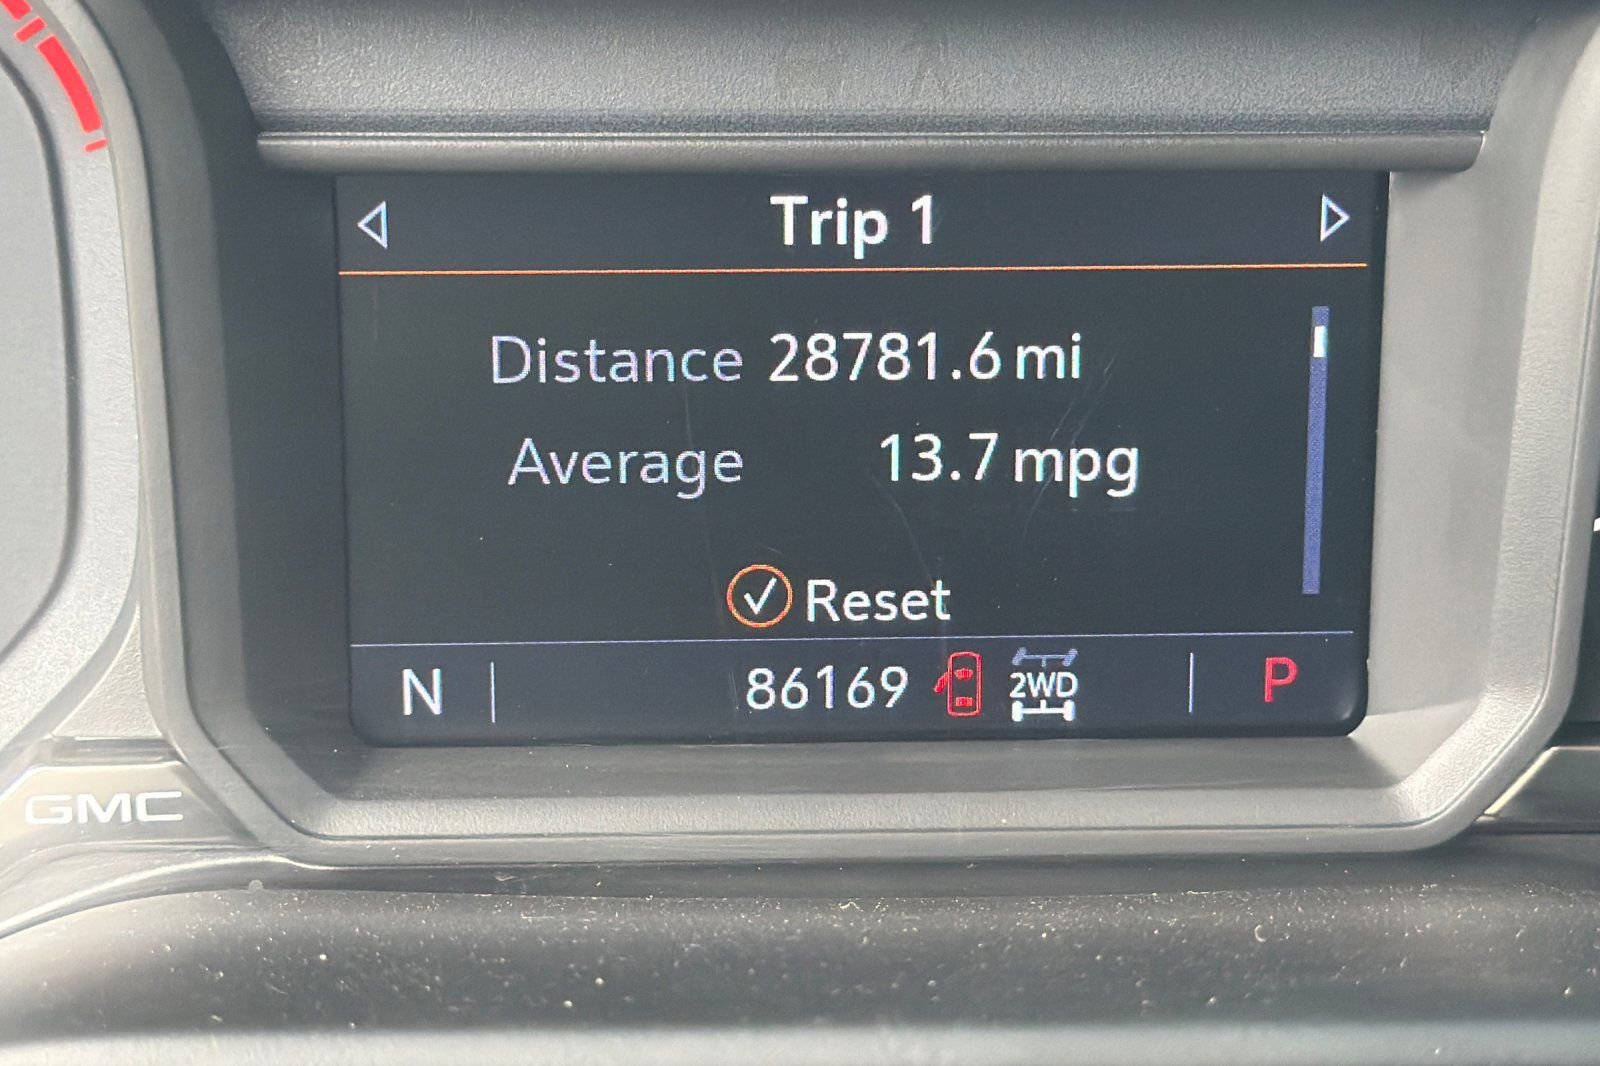 Trip 1
Distance 28781.6 mi
Average 13.7 mpg
Reset
N 86169 2WD P
GMC